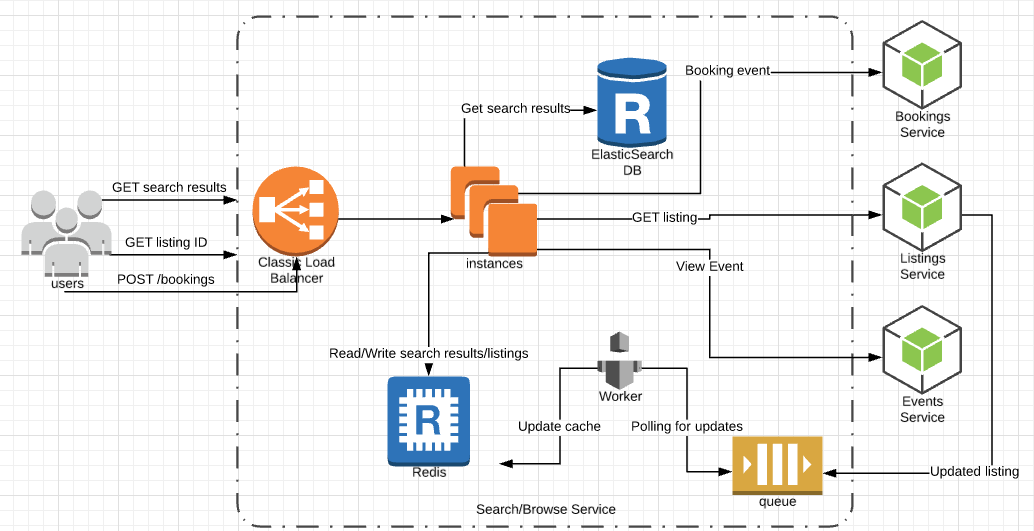 Booking event
Get search results
R
Bookings
Service
ElasticSearch
DB
GET search results
GET listing
GET listing ID
Classic Load
Balancer
instances
View Event
Listings
Service
users
POST /bookings
Read/Write search results/listings
Worker
Events
Service
R
Update cache
Polling for updates
Redis
Updated listing
queue
Search/Browse Service